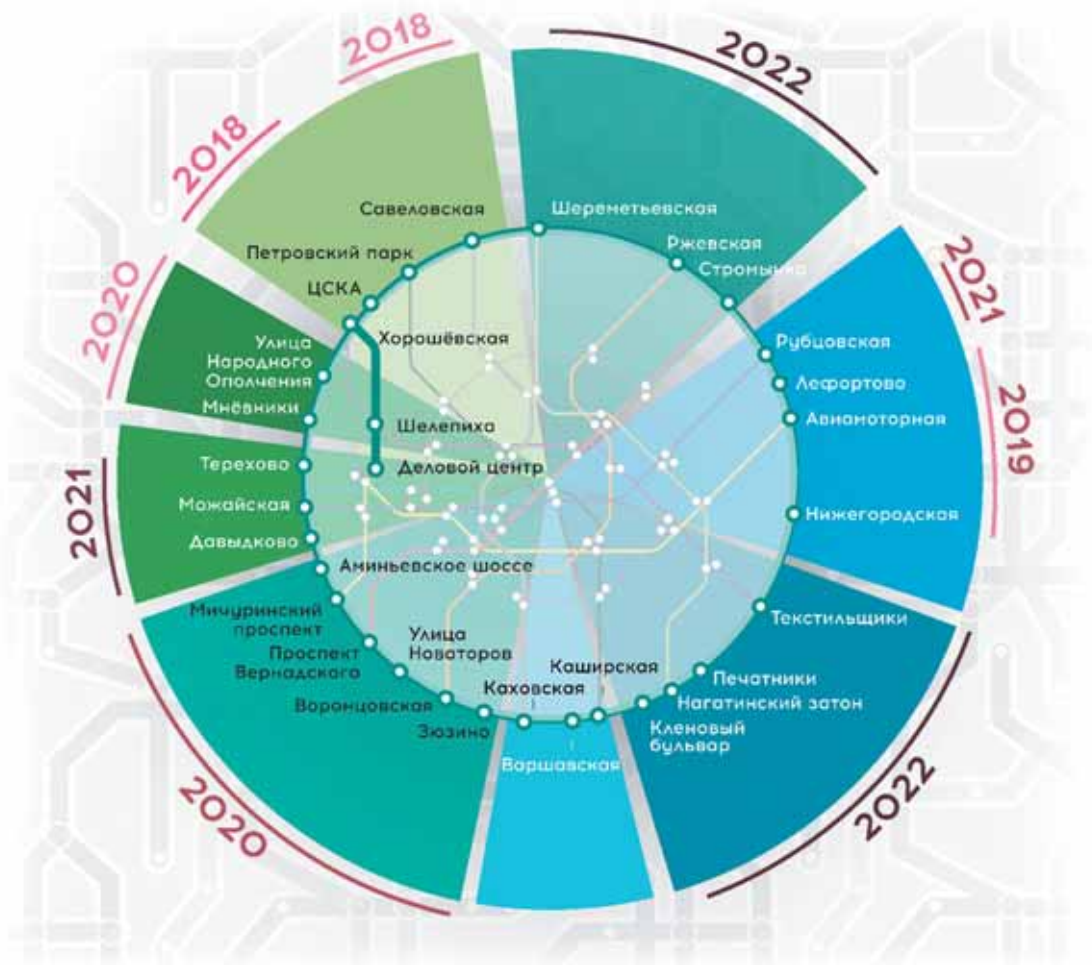 2018
2022
2018
Савеловская
Шереметьевская
Петровский парк
Ржевская
Стромынка
ЦСКА
2020
2021
Хорошёвская
Улица
Народного
Ополчения
Рубцовская
Лефортово
Мнёвники
Шелепиха
Авиамоторная
2019
Терехово
Деловой центр
Можайская
Нижегородская
2021
Давыдково
Аминьевское шоссе
Мичуринский
проспект
Текстильщики
Улица
Новаторов
Проспект
Вернадского
Каширская
Печатники
Каховская
Нагатинский затон
Воронцовская
Зюзино
Кленовый
бульвар
Варшавская
2020
2022